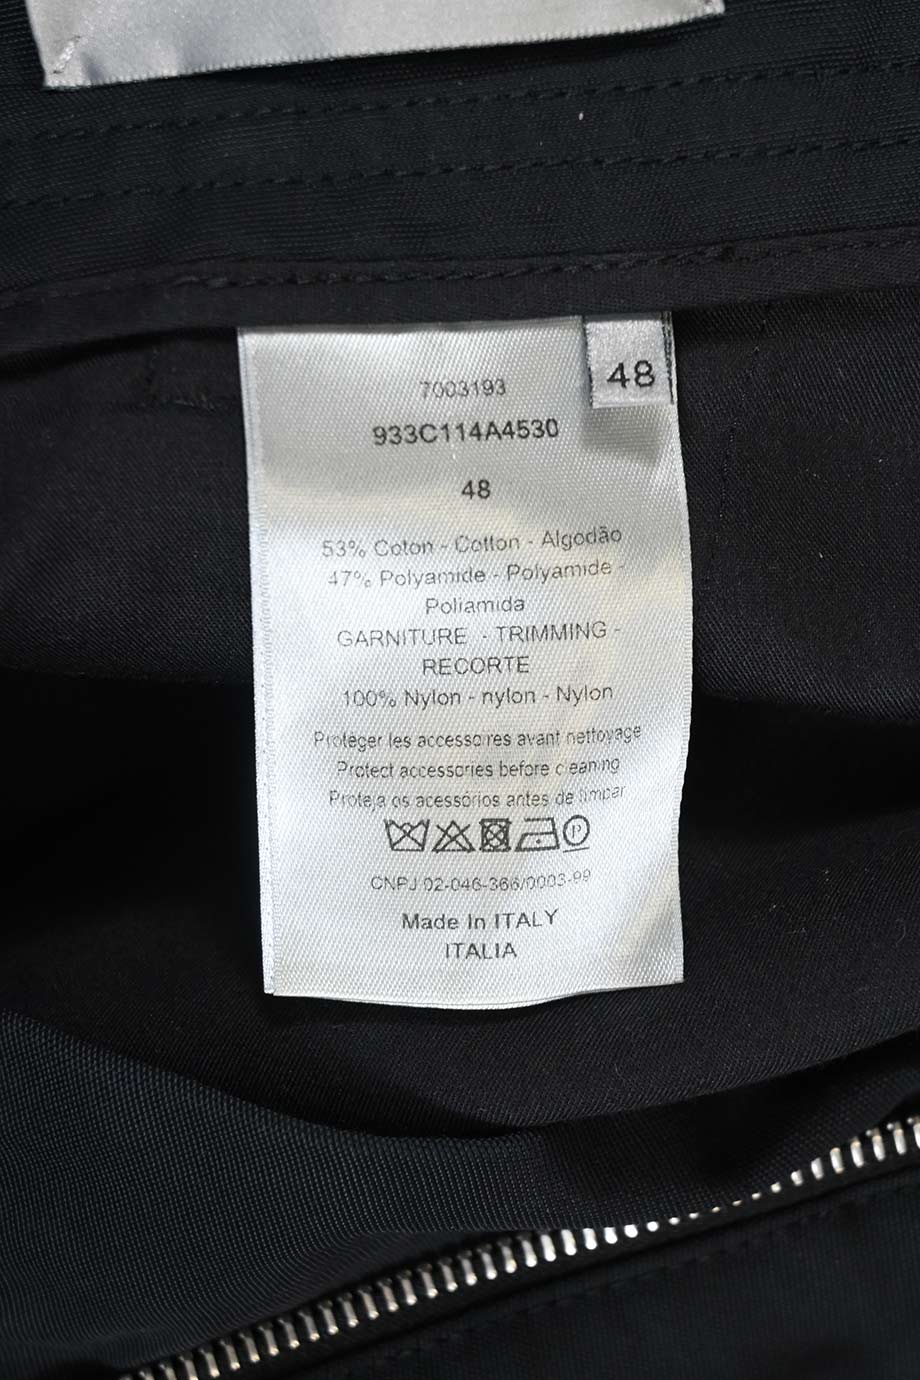 7003193
48
933C114A4530
48
53% Coton - Cotton - Algodão
47% Polyamide - Polyamide -
Poliamida
GARNITURE - TRIMMING -
RECORTE
100% Nylon - nylon - Nylon
Protéger les accessoires avant nettoyage
Protect accessories before cleaning
Proteja os acessórios antes de limpar
P
CNPJ 02-046-366/0003-99
Made In ITALY
ITALIA